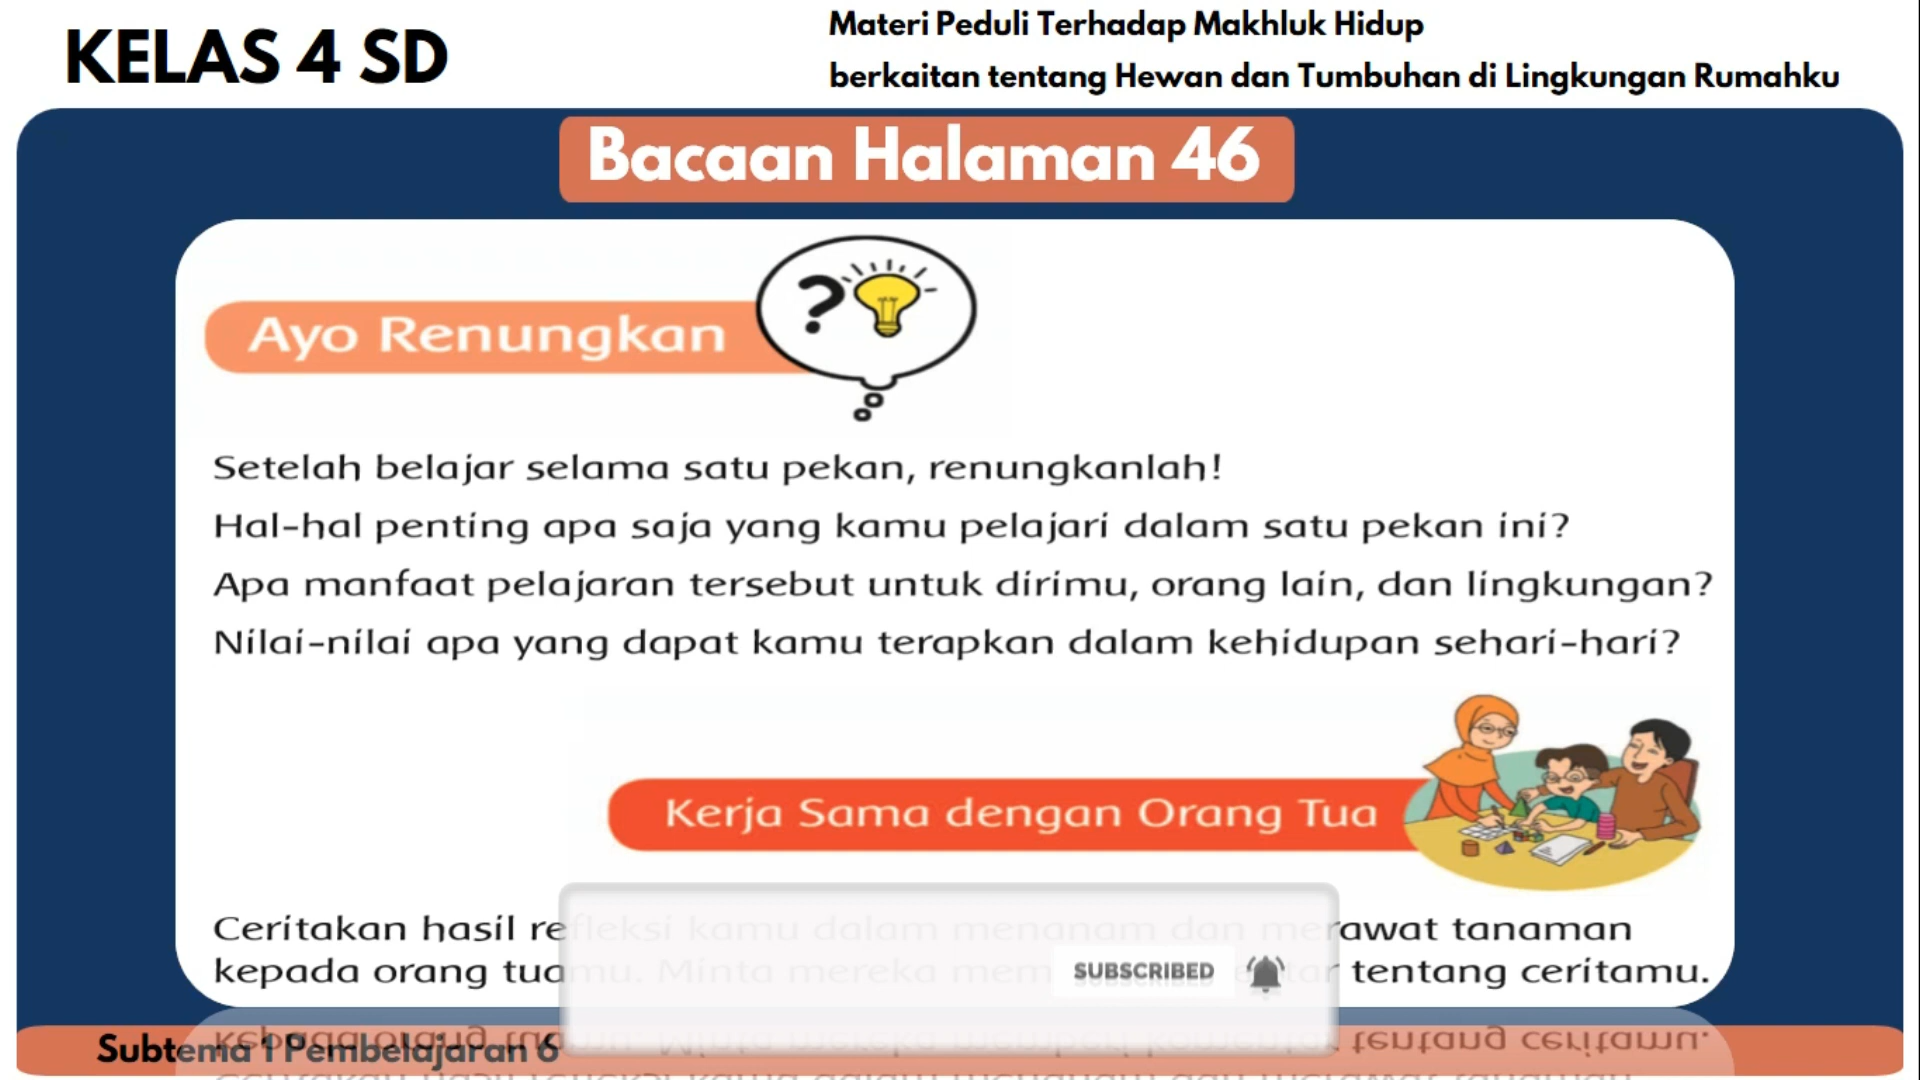 KELAS 4 SD
Materi Peduli Terhadap Makhluk Hidup
berkaitan tentang Hewan dan Tumbuhan di Lingkungan Rumahku
Bacaan Halaman 46
?
Ayo Renungkan
Setelah belajar selama satu pekan, renungkanlah!
Hal-hal penting apa saja yang kamu pelajari dalam satu pekan ini?
Apa manfaat pelajaran tersebut untuk dirimu, orang lain, dan lingkungan?
Nilai-nilai apa yang dapat kamu terapkan dalam kehidupan sehari-hari?
Kerja Sama dengan Orang Tua
Ceritakan hasil refleksi kamu dalam menanam dan merawat tanaman
kepada orang tuamu. Minta mereka tentang ceritamu.
SUBSCRIBED
Subtema 1 Pembelajaran 6